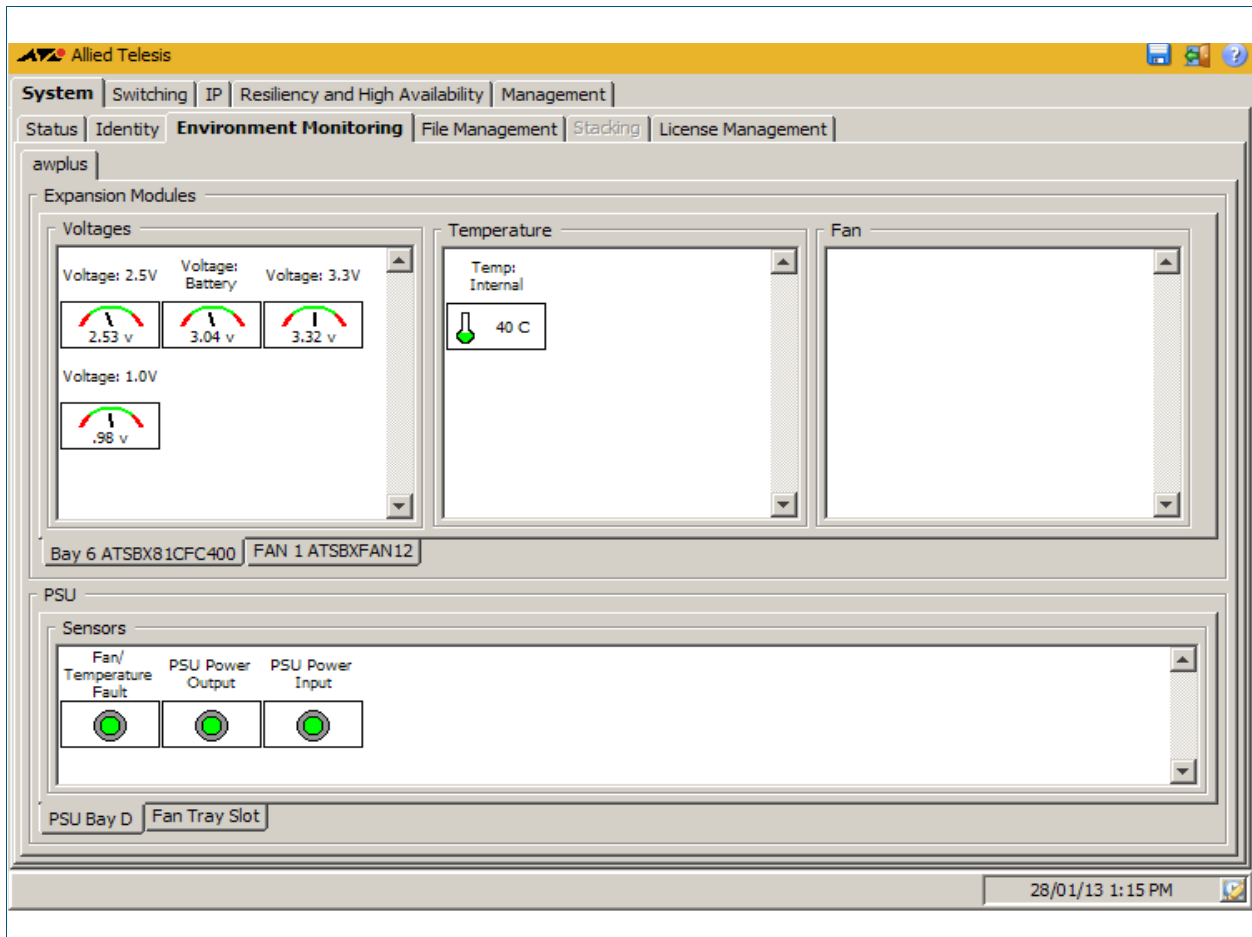 Allied Telesis
System Switching IP Resiliency and High Availability Management
Status Identity Environment Monitoring File Management Stacking License Management
awplus
Expansion Modules
Voltages
Voltage: 2.5V
Voltage:
Battery
Voltage: 3.3V
2.53 v
3.04 v
3.32 v
Voltage: 1.0V
.98 v
Temperature
Temp:
Internal
40 C
Fan
Bay 6 ATSBX81CFC400 FAN 1 ATSBXFAN12
PSU
Sensors
Fan/
Temperature
Fault
PSU Power
Output
PSU Power
Input
PSU Bay D Fan Tray Slot
28/01/13 1:15 PM